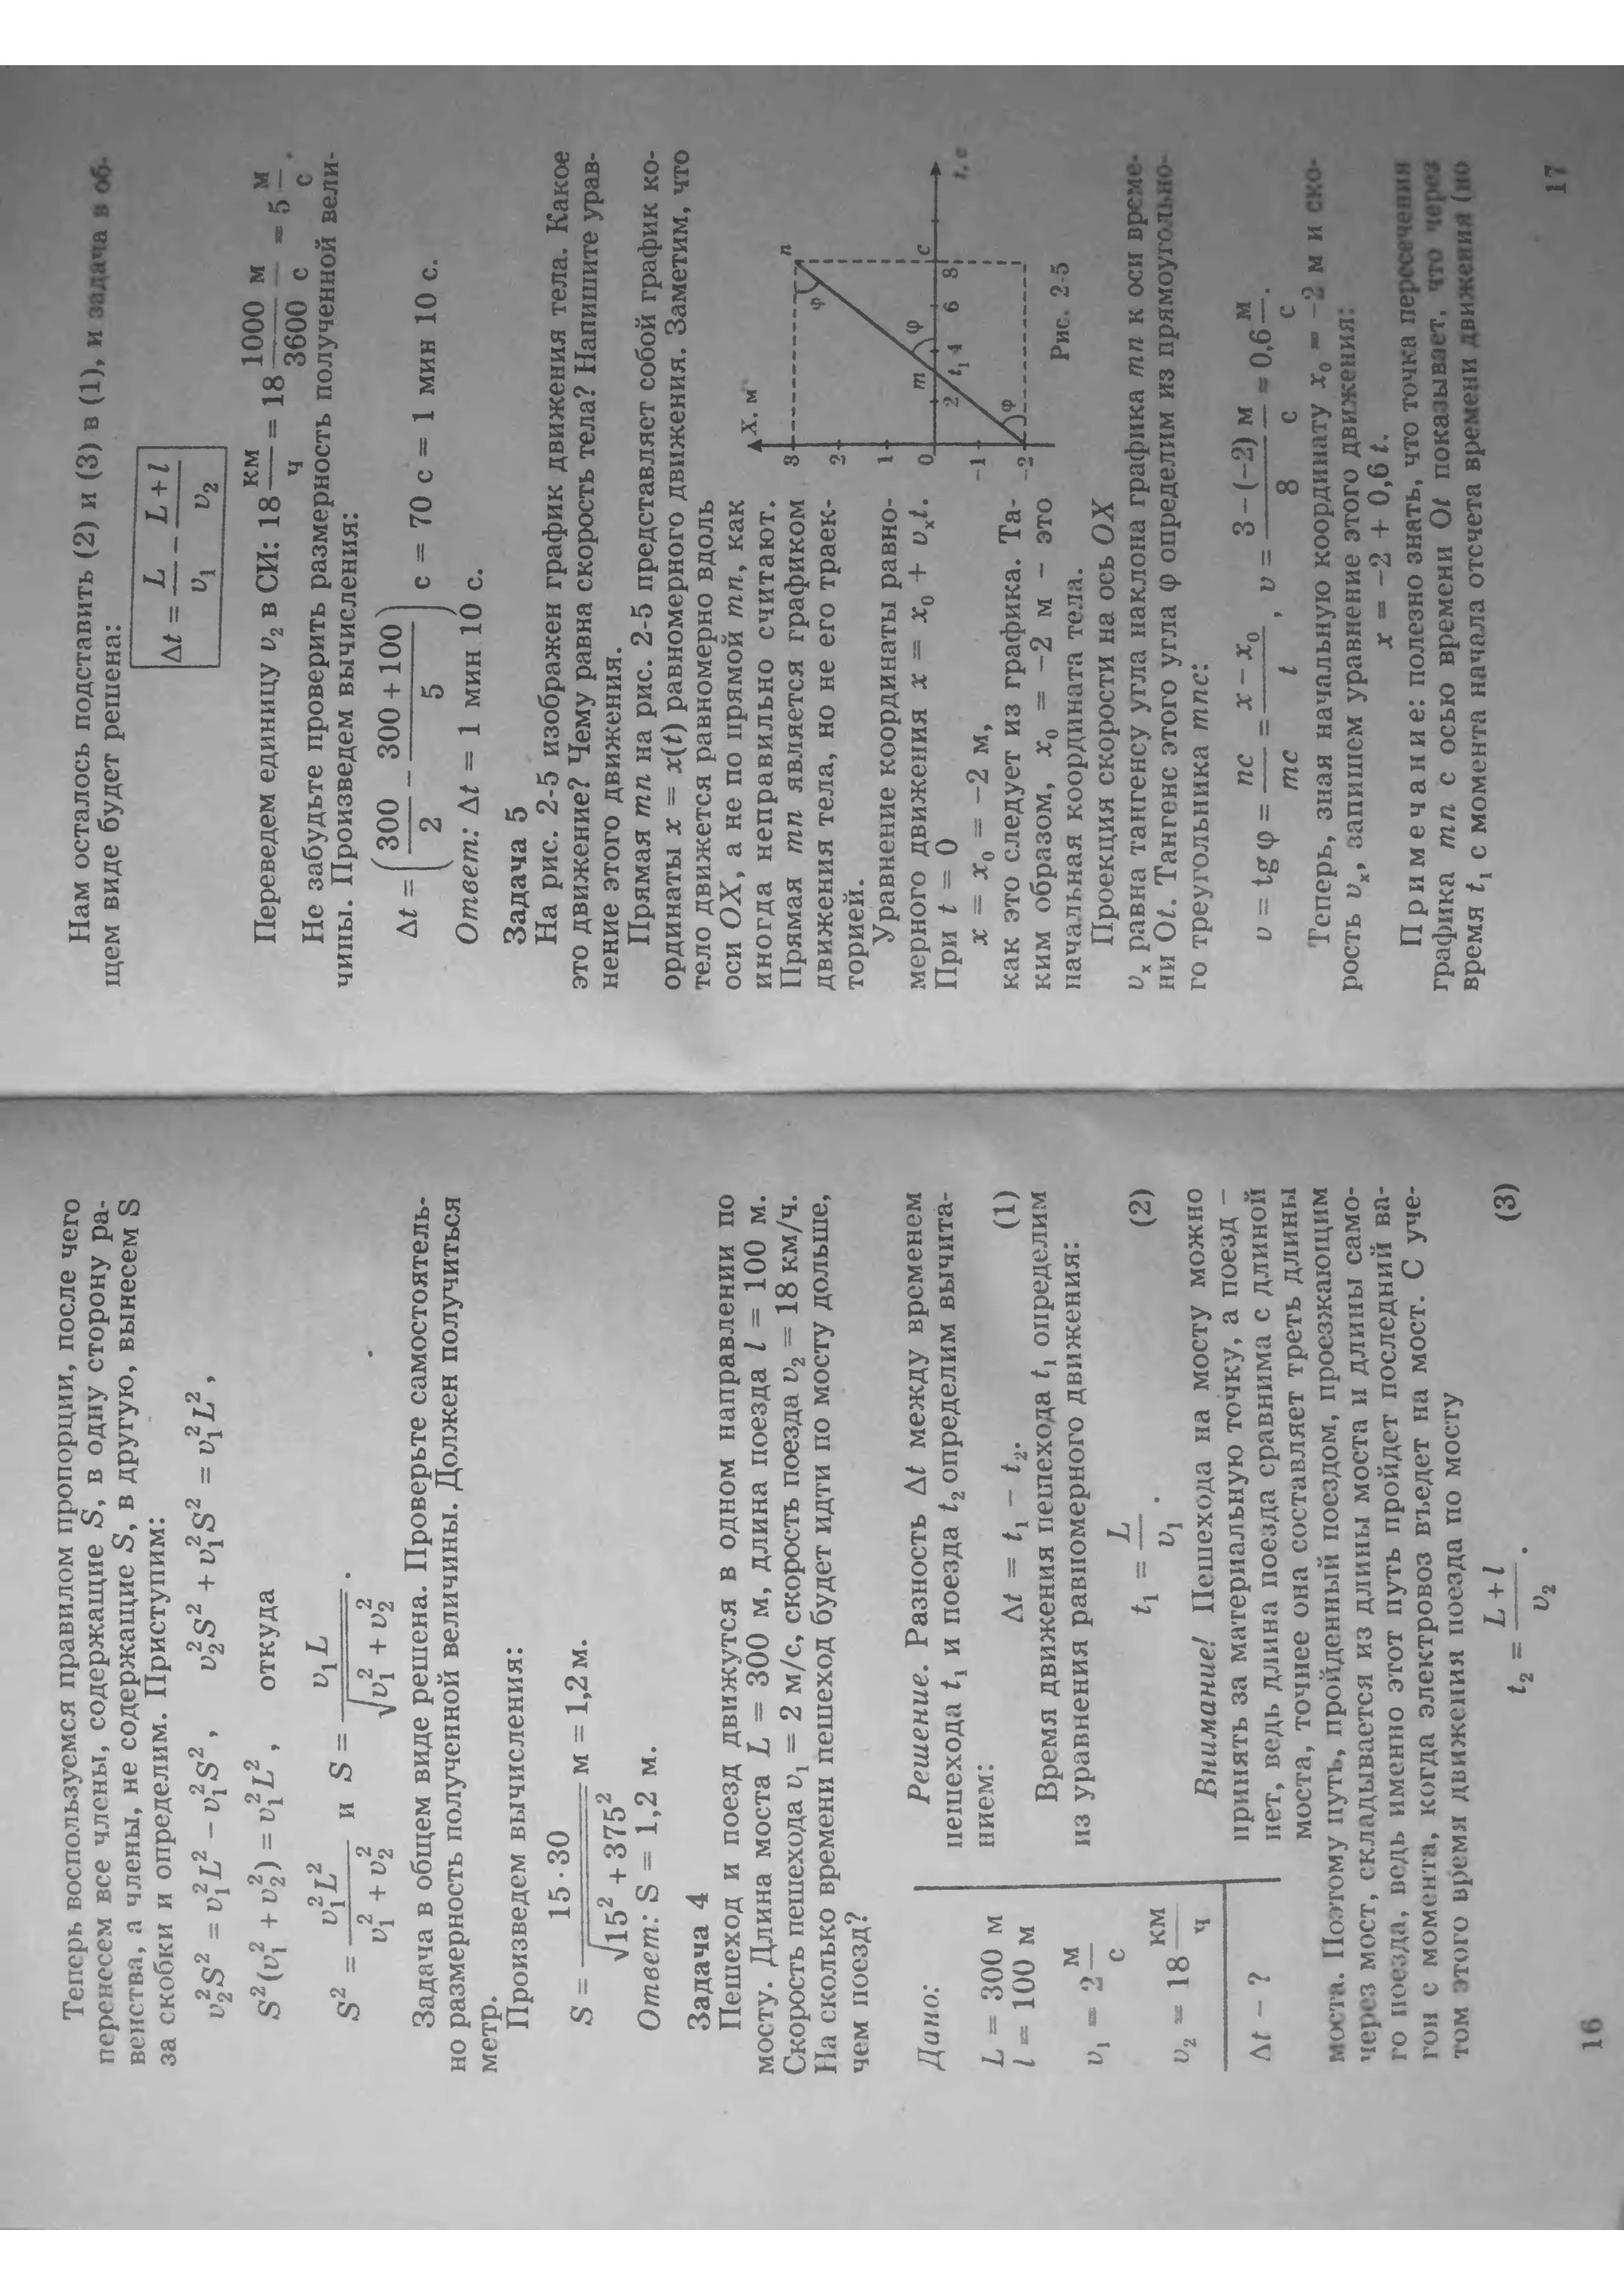 Теперь воспользуемся правилом пропорции, после чего
перенесем все члены, содержащие S, в одну сторону ра-
венства, а члены, не содержащие S, в другую, вынесем S
за скобки и определим. Приступим:
v₂²S² = v₁²L² − v₁²S² , v₂²S² + v₁²S² = v₁²L² ,
S²(v₁² + v₂²) = v₁²L² , откуда
S² = v₁²L² / (v₁² + v₂²) и S = v₁L / √(v₁² + v₂²) .
Задача в общем виде решена. Проверьте самостоятель-
но размерность полученной величины. Должен получиться
метр.
Произведем вычисления:
S = 15·30 / √(15² + 375²) м = 1,2 м.
Ответ: S = 1,2 м.
Задача 4
Пешеход и поезд движутся в одном направлении по
мосту. Длина моста L = 300 м, длина поезда l = 100 м.
Скорость пешехода v₁ = 2 м/с, скорость поезда v₂ = 18 км/ч.
На сколько времени пешеход будет идти по мосту дольше,
чем поезд?
Дано:
L = 300 м
l = 100 м
v₁ = 2 м/с
v₂ = 18 км/ч
Δt − ?
Решение. Разность Δt между временем
пешехода t₁ и поезда t₂ определим вычита-
нием:
Δt = t₁ − t₂. (1)
Время движения пешехода t₁ определим
из уравнения равномерного движения:
t₁ = L / v₁ . (2)
Внимание! Пешехода на мосту можно
принять за материальную точку, а поезд –
нет, ведь длина поезда сравнима с длиной
моста, точнее она составляет треть длины
моста. Поэтому путь, пройденный поездом, проезжающим
через мост, складывается из длины моста и длины само-
го поезда, ведь именно этот путь пройдет последний ва-
гон с момента, когда электровоз въедет на мост. С уче-
том этого время движения поезда по мосту
t₂ = (L + l) / v₂ . (3)
16
Нам осталось подставить (2) и (3) в (1), и задача в об-
щем виде будет решена:
Δt = L / v₁ − (L + l) / v₂
Переведем единицу v₂ в СИ: 18 км/ч = 18 1000 м / 3600 с = 5 м/с .
Не забудьте проверить размерность полученной вели-
чины. Произведем вычисления:
Δt = (300 / 2 − (300 + 100) / 5) с = 70 с = 1 мин 10 с.
Ответ: Δt = 1 мин 10 с.
Задача 5
На рис. 2-5 изображен график движения тела. Какое
это движение? Чему равна скорость тела? Напишите урав-
нение этого движения.
Прямая mn на рис. 2-5 представляет собой график ко-
ординаты x = x(t) равномерного движения. Заметим, что
тело движется равномерно вдоль
оси OX, а не по прямой mn, как
иногда неправильно считают.
Прямая mn является графиком
движения тела, но не его траек-
торией.
Уравнение координаты равно-
мерного движения x = x₀ + vₓt.
При t = 0
x = x₀ = −2 м,
как это следует из графика. Та-
ким образом, x₀ = −2 м – это
начальная координата тела.
X, м
3
2
1
0
−1
−2
2 t₁ 4 6 8
m
n
c
φ
φ
φ
t, с
Рис. 2-5
Проекция скорости на ось OX
vₓ равна тангенсу угла наклона графика mn к оси време-
ни Ot. Тангенс этого угла φ определим из прямоугольно-
го треугольника mnc:
v = tg φ = nc / mc = (x − x₀) / t , v = (3 − (−2)) / 8 м/с = 0,6 м/с .
Теперь, зная начальную координату x₀ = −2 м и ско-
рость vₓ, запишем уравнение этого движения:
x = −2 + 0,6 t.
Примечание: полезно знать, что точка пересечения
графика mn с осью времени Ot показывает, что через
время t₁ с момента начала отсчета времени движения (но
17